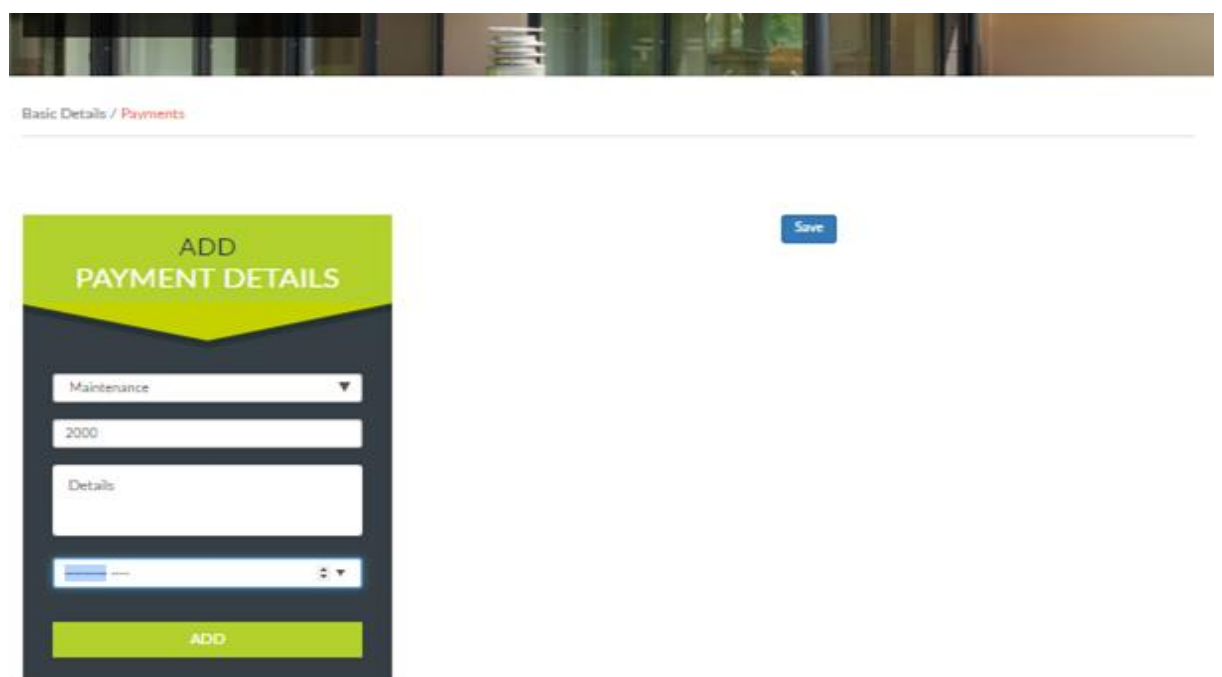 Basic Details / Payments
Save
ADD
PAYMENT DETAILS
Maintenance
2000
Details
--------- ----
ADD